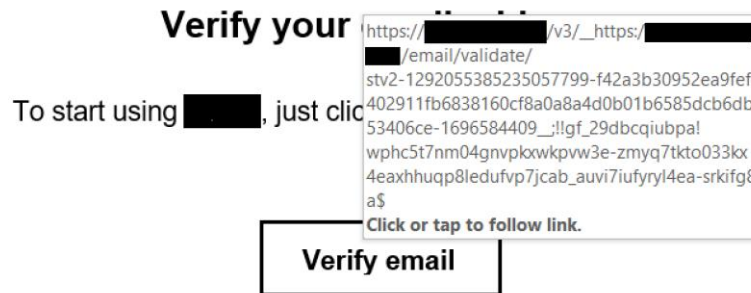 Verify your
https:// /v3/__https:/
/email/validate/
stv2-1292055385235057799-f42a3b30952ea9fef
402911fb6838160cf8a0a8a4d0b01b6585dcb6db
53406ce-1696584409__;!!gf_29dbcqiubpa!
wphc5t7nm04gnvpkxwkpvw3e-zmyq7tkto033kx
4eaxhhuqp8ledufvp7jcab_auvi7iufyryl4ea-srkifg8
a$
Click or tap to follow link.
To start using , just clic
Verify email